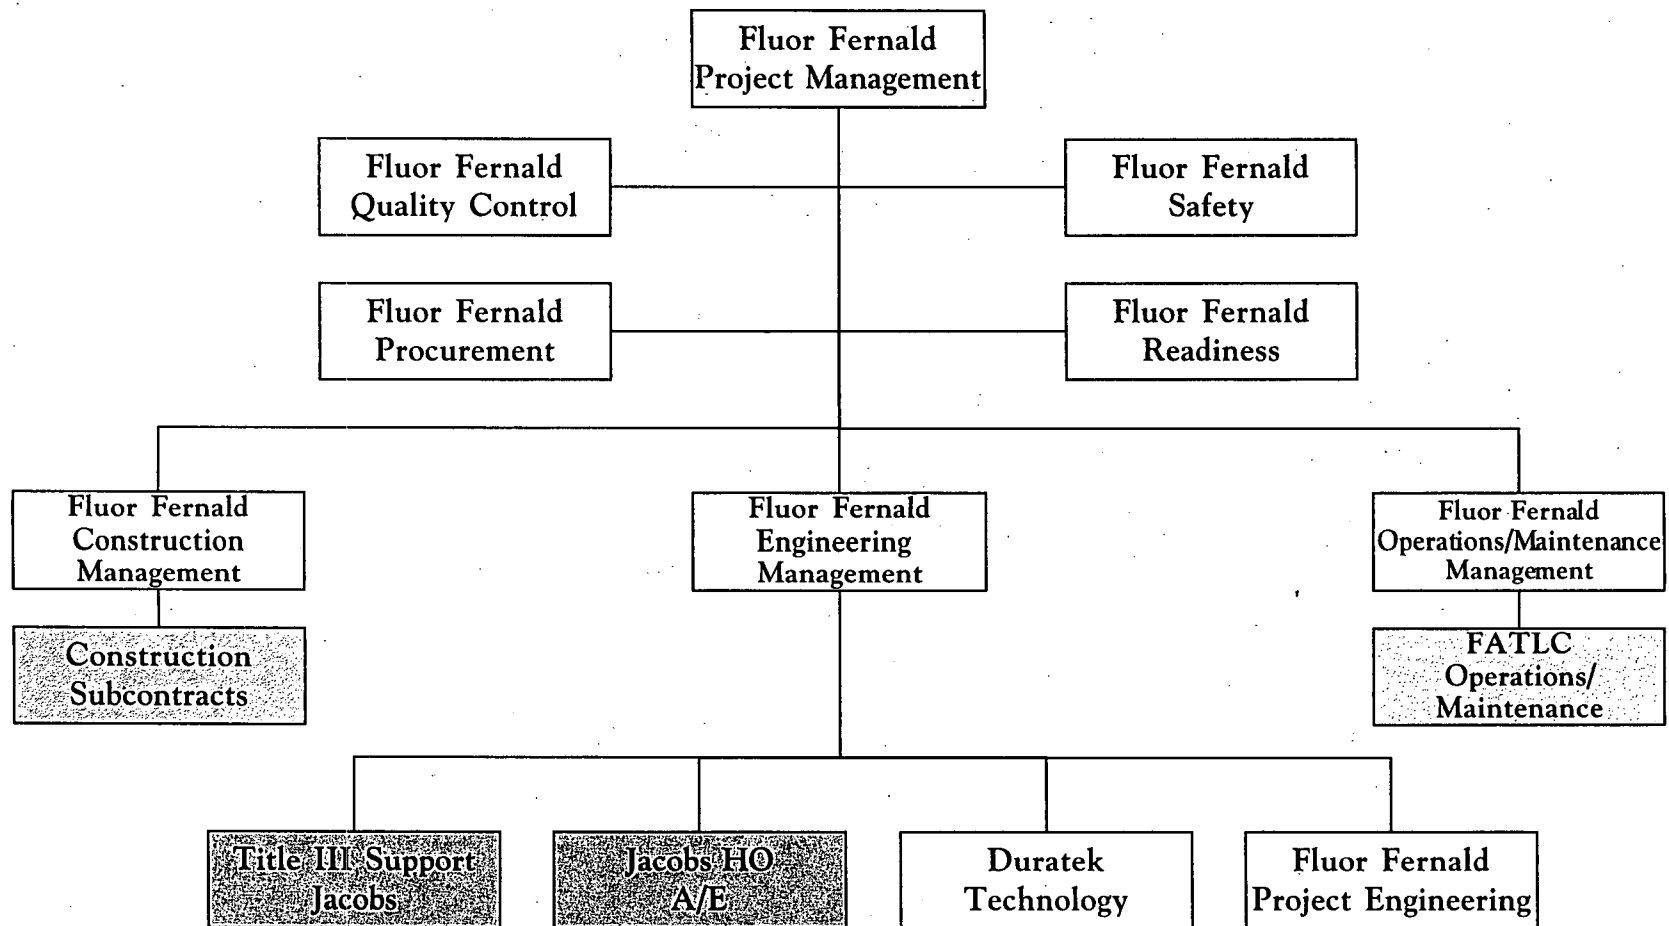 Fluor Fernald
Project Management
Fluor Fernald
Quality Control
Fluor Fernald
Safety
Fluor Fernald
Procurement
Fluor Fernald
Readiness
Fluor Fernald
Construction
Management
Fluor Fernald
Engineering
Management
Fluor Fernald
Operations/Maintenance
Management
Construction
Subcontracts
FATLC
Operations/
Maintenance
Title III Support
Jacobs
Jacobs HO
A/E
Duratek
Technology
Fluor Fernald
Project Engineering